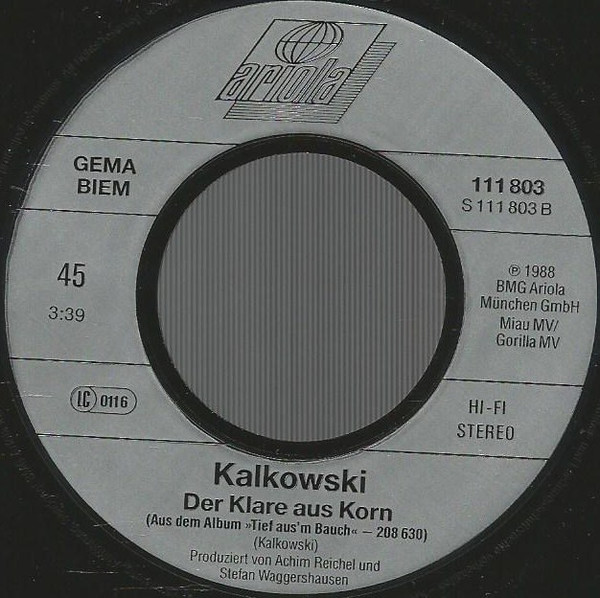 ariola
GEMA
BIEM
111 803
S 111 803 B
45
3:39
℗ 1988
BMG Ariola
München GmbH
Miau MV/
Gorilla MV
LC 0116
HI-FI
STEREO
Kalkowski
Der Klare aus Korn
(Aus dem Album »Tief aus'm Bauch« – 208 630)
(Kalkowski)
Produziert von Achim Reichel und
Stefan Waggershausen